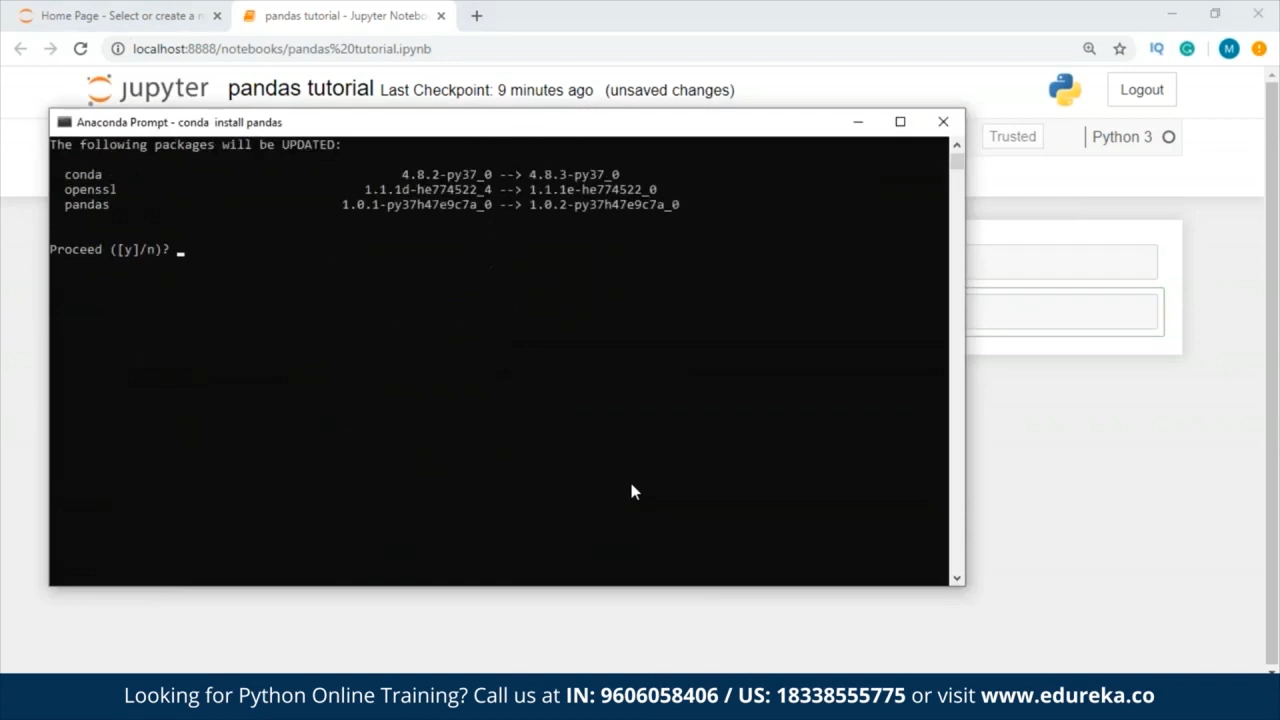 Home Page - Select or create a n
pandas tutorial - Jupyter Notebo
localhost:8888/notebooks/pandas%20tutorial.ipynb
IQ
G
M
jupyter pandas tutorial Last Checkpoint: 9 minutes ago (unsaved changes)
Logout
Anaconda Prompt - conda  install pandas
Trusted
Python 3
The following packages will be UPDATED:
conda 4.8.2-py37_0 --> 4.8.3-py37_0
openssl 1.1.1d-he774522_4 --> 1.1.1e-he774522_0
pandas 1.0.1-py37h47e9c7a_0 --> 1.0.2-py37h47e9c7a_0
Proceed ([y]/n)?
Looking for Python Online Training? Call us at IN: 9606058406 / US: 18338555775 or visit www.edureka.co